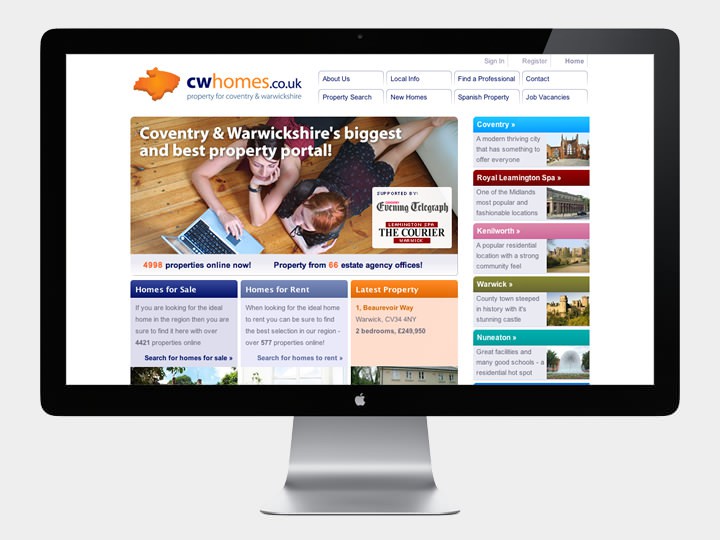 Sign In
Register
Home
cwhomes.co.uk
property for coventry & warwickshire
About Us
Local Info
Find a Professional
Contact
Property Search
New Homes
Spanish Property
Job Vacancies
Coventry & Warwickshire's biggest
and best property portal!
SUPPORTED BY:
Evening Telegraph
LEAMINGTON SPA
THE COURIER
WARWICK
4998 properties online now!
Property from 66 estate agency offices!
Homes for Sale
If you are looking for the ideal
home in the region then you are
sure to find it here with over
4421 properties online!
Search for homes for sale »
Homes for Rent
When looking for the ideal home
to rent you can be sure to find
the best selection in our region -
over 577 properties online!
Search for homes to rent »
Latest Property
1, Beaurevoir Way
Warwick, CV34 4NY
2 bedrooms, £249,950
Coventry »
A modern thriving city
that has something to
offer everyone
Royal Leamington Spa »
One of the Midlands
most popular and
fashionable locations
Kenilworth »
A popular residential
location with a strong
community feel
Warwick »
County town steeped
in history with it's
stunning castle
Nuneaton »
Great facilities and
many good schools - a
residential hot spot